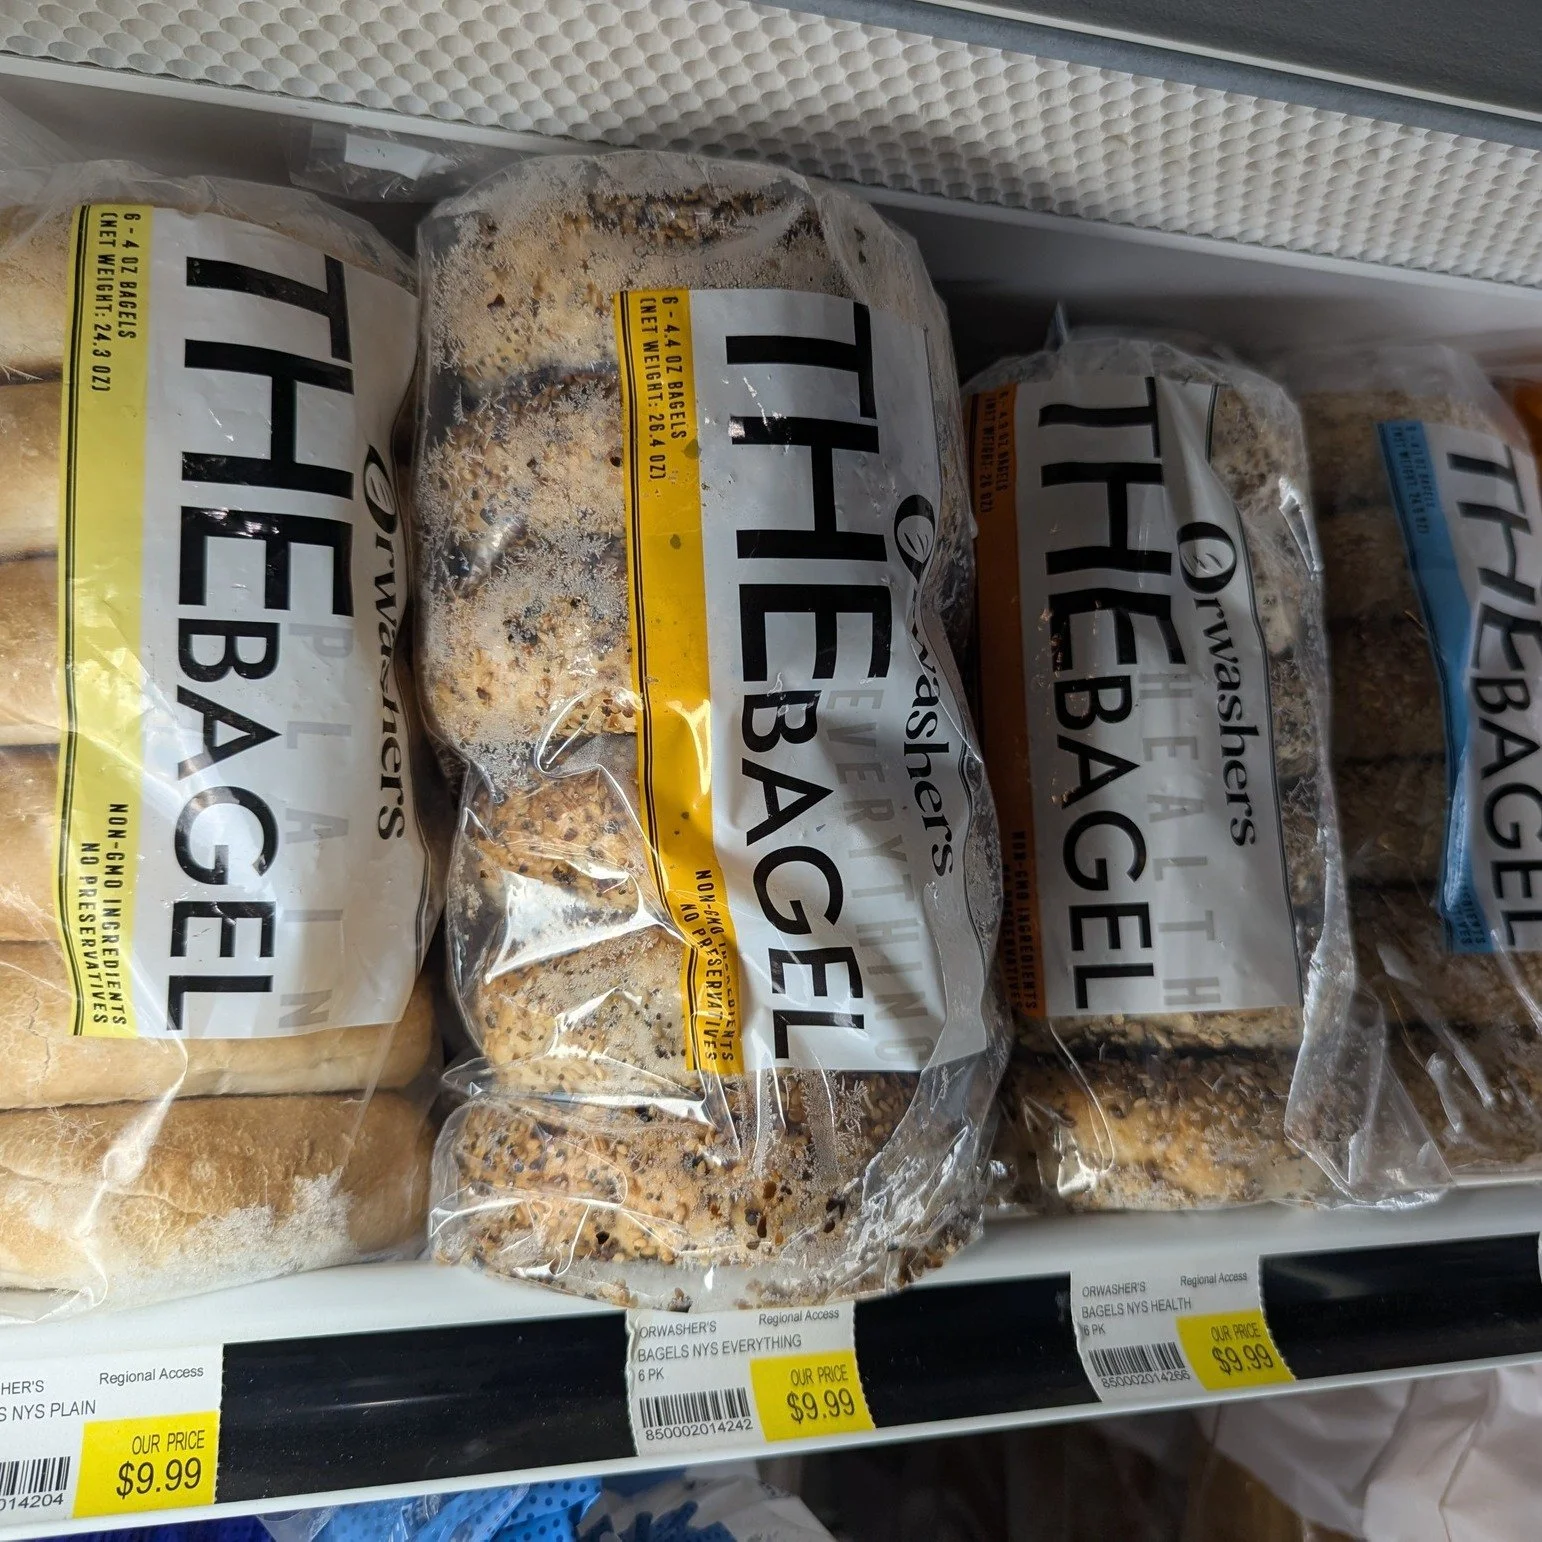 6 - 4 OZ BAGELS
(NET WEIGHT: 24.3 OZ)
NON-GMO INGREDIENTS
NO PRESERVATIVES
THE
BAGEL
PLAIN
Orwashers
6 - 4.4 OZ BAGELS
(NET WEIGHT: 26.4 OZ)
NON-GMO INGREDIENTS
NO PRESERVATIVES
THE
BAGEL
EVERYTHING
Orwashers
NON-GMO INGREDIENTS
THE
BAGEL
HEALTH
Orwashers
THE
BAGEL
HER'S
Regional Access
S NYS PLAIN
OUR PRICE
$9.99
014204
ORWASHER'S
Regional Access
BAGELS NYS EVERYTHING
6 PK
OUR PRICE
$9.99
850002014242
ORWASHER'S
Regional Access
BAGELS NYS HEALTH
6 PK
OUR PRICE
$9.99
850002014266